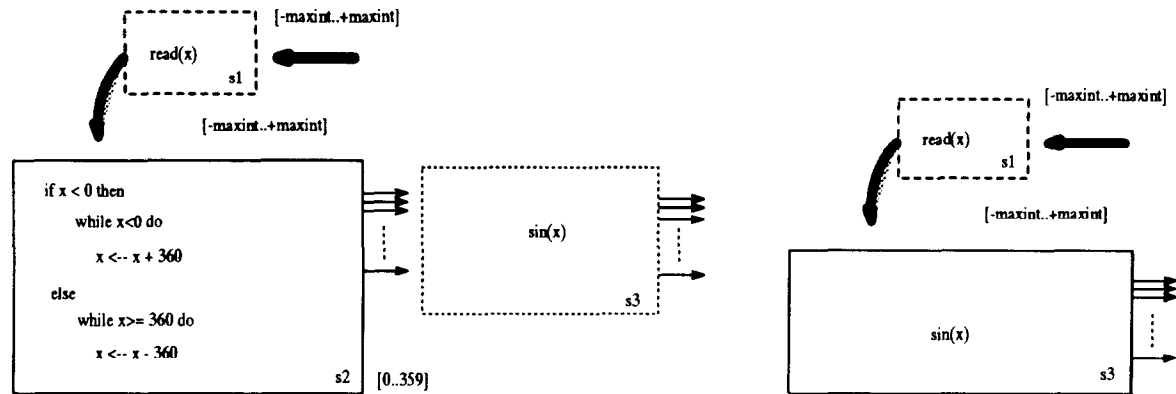 [-maxint..+maxint]
read(x)
s1
[-maxint..+maxint]
if x < 0 then
while x<0 do
x <-- x + 360
else
while x>= 360 do
x <-- x - 360
s2
[0..359]
sin(x)
s3
[-maxint..+maxint]
read(x)
s1
[-maxint..+maxint]
sin(x)
s3